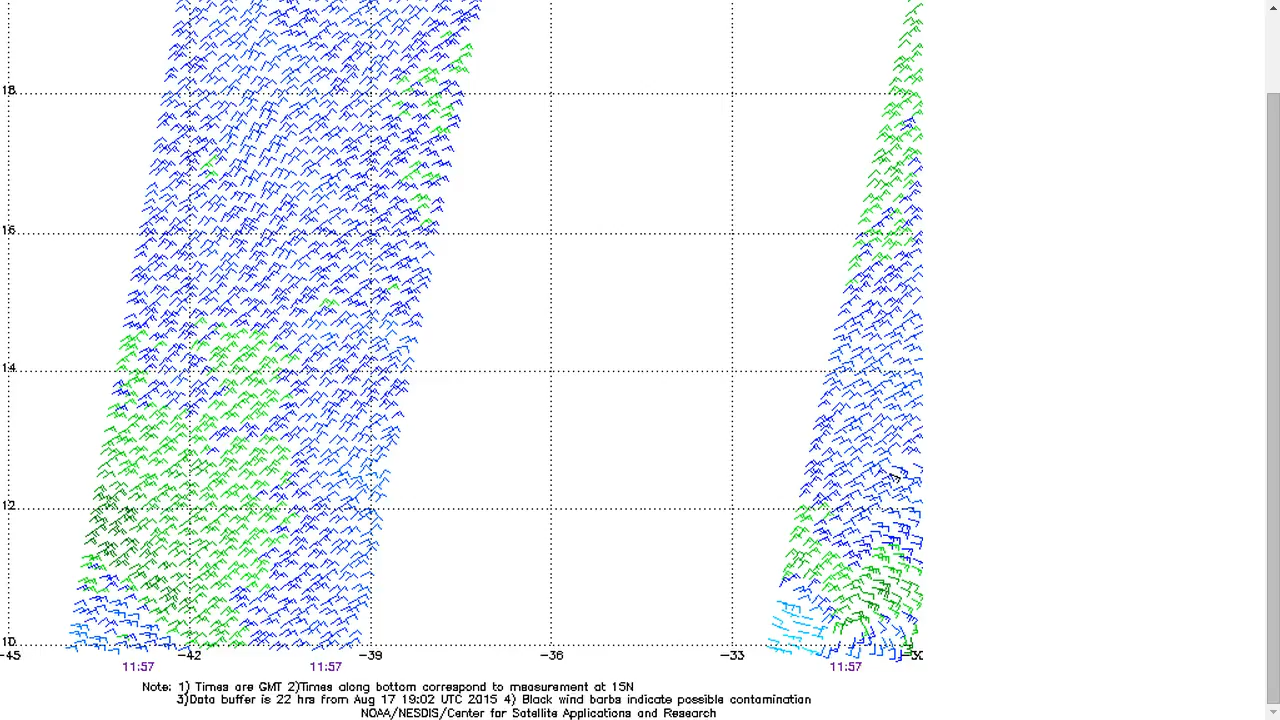 18
16
14
12
10
-45 -42 -39 -36 -33 -30
11:57 11:57 11:57
Note: 1) Times are GMT 2)Times along bottom correspond to measurement at 15N
3)Data buffer is 22 hrs from Aug 17 19:02 UTC 2015 4) Black wind barbs indicate possible contamination
NOAA/NESDIS/Center for Satellite Applications and Research